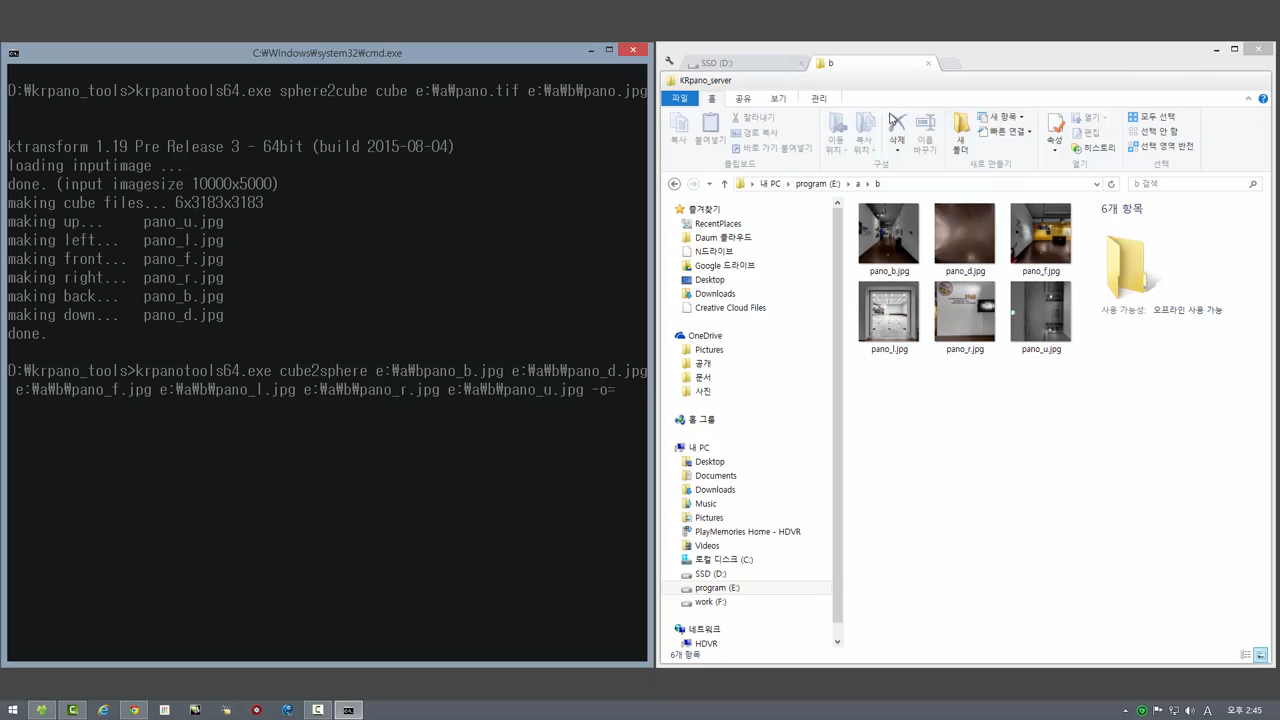 C:₩Windows₩system32₩cmd.exe
D:₩krpano_tools>krpanotools64.exe sphere2cube cube e:₩a₩pano.tif e:₩a₩b₩pano.jpg
ktransform 1.19 Pre Release 3 - 64bit (build 2015-08-04)
loading inputimage ...
done. (input imagesize 10000x5000)
making cube files... 6x3183x3183
making up... pano_u.jpg
making left... pano_l.jpg
making front... pano_f.jpg
making right... pano_r.jpg
making back... pano_b.jpg
making down... pano_d.jpg
done.
D:₩krpano_tools>krpanotools64.exe cube2sphere e:₩a₩b₩pano_b.jpg e:₩a₩b₩pano_d.jpg
e:₩a₩b₩pano_f.jpg e:₩a₩b₩pano_l.jpg e:₩a₩b₩pano_r.jpg e:₩a₩b₩pano_u.jpg -o=
SSD (D:)
b
KRpano_server
파일 홈 공유 보기 관리
복사
붙여넣기
잘라내기
경로 복사
바로 가기 붙여넣기
클립보드
이동 위치
복사 위치
삭제
이름 바꾸기
구성
새 폴더
새 항목
빠른 연결
새로 만들기
속성
열기
편집
히스토리
열기
모두 선택
선택 안 함
선택 영역 반전
선택
내 PC program (E:) a b
b 검색
즐겨찾기
RecentPlaces
Daum 클라우드
N드라이브
Google 드라이브
Desktop
Downloads
Creative Cloud Files
OneDrive
Pictures
공개
문서
사진
홈 그룹
내 PC
Desktop
Documents
Downloads
Music
Pictures
PlayMemories Home - HDVR
Videos
로컬 디스크 (C:)
SSD (D:)
program (E:)
work (F:)
네트워크
HDVR
6개 항목
pano_b.jpg
pano_d.jpg
pano_f.jpg
pano_l.jpg
pano_r.jpg
pano_u.jpg
6개 항목
사용 가능성: 오프라인 사용 가능
A
오후 2:45